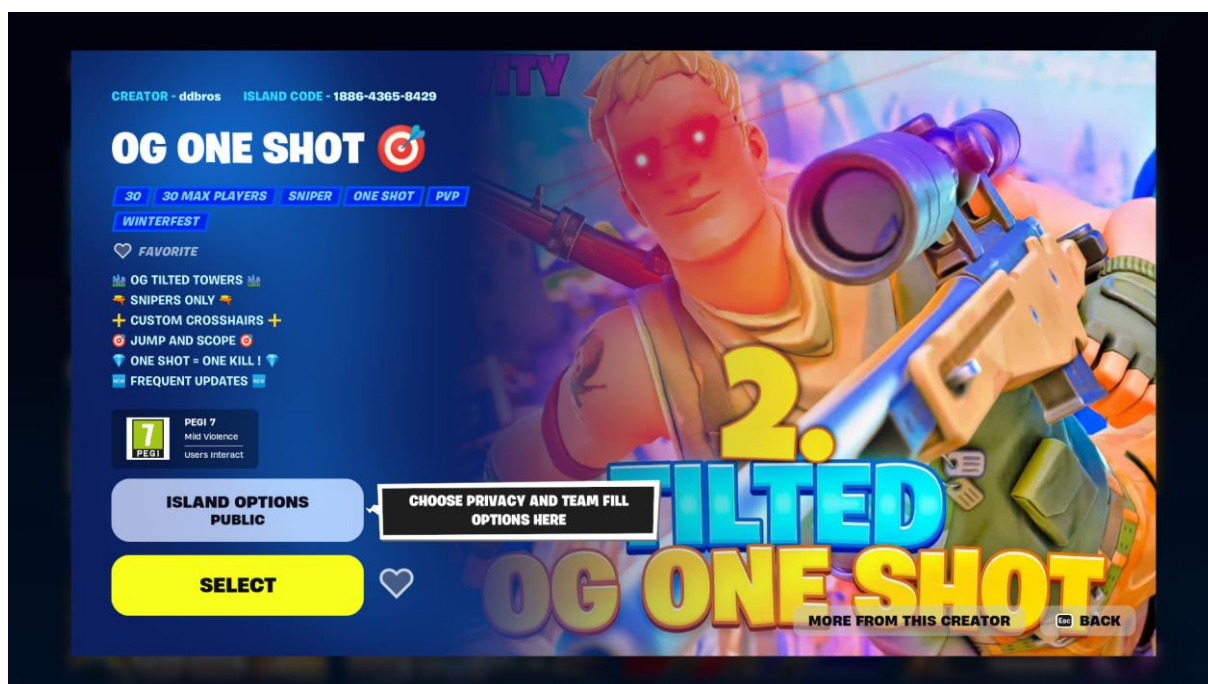 CREATOR - ddbros ISLAND CODE - 1886-4365-8429
OG ONE SHOT 🎯
30 30 MAX PLAYERS SNIPER ONE SHOT PVP
WINTERFEST
FAVORITE
OG TILTED TOWERS
SNIPERS ONLY
CUSTOM CROSSHAIRS
JUMP AND SCOPE
ONE SHOT = ONE KILL !
NEW FREQUENT UPDATES NEW
7
PEGI
PEGI 7
Mild Violence
Users Interact
ISLAND OPTIONS
PUBLIC
CHOOSE PRIVACY AND TEAM FILL
OPTIONS HERE
SELECT
2.
TILTED
OG ONE SHOT
MORE FROM THIS CREATOR
Esc BACK